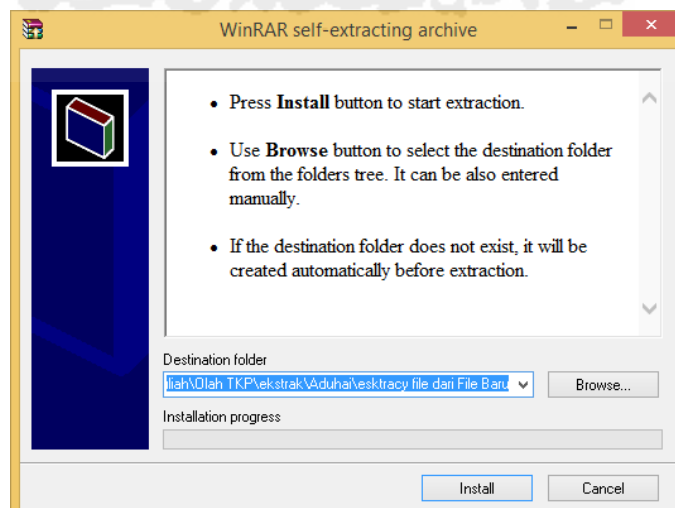 WinRAR self-extracting archive
Press Install button to start extraction.
Use Browse button to select the destination folder
from the folders tree. It can be also entered
manually.
If the destination folder does not exist, it will be
created automatically before extraction.
Destination folder
liah\Olah TKP\ekstrak\Aduhai\esktracy file dari File Baru
Browse...
Installation progress
Install
Cancel